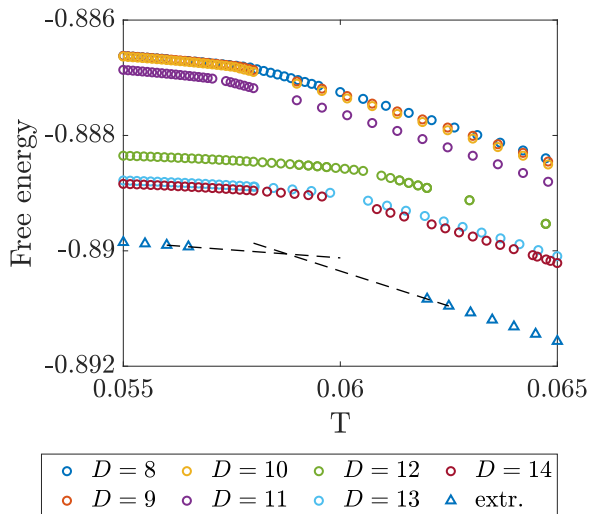 -0.886
-0.888
-0.89
-0.892
Free energy
0.055
0.06
0.065
T
D = 8
D = 10
D = 12
D = 14
D = 9
D = 11
D = 13
extr.